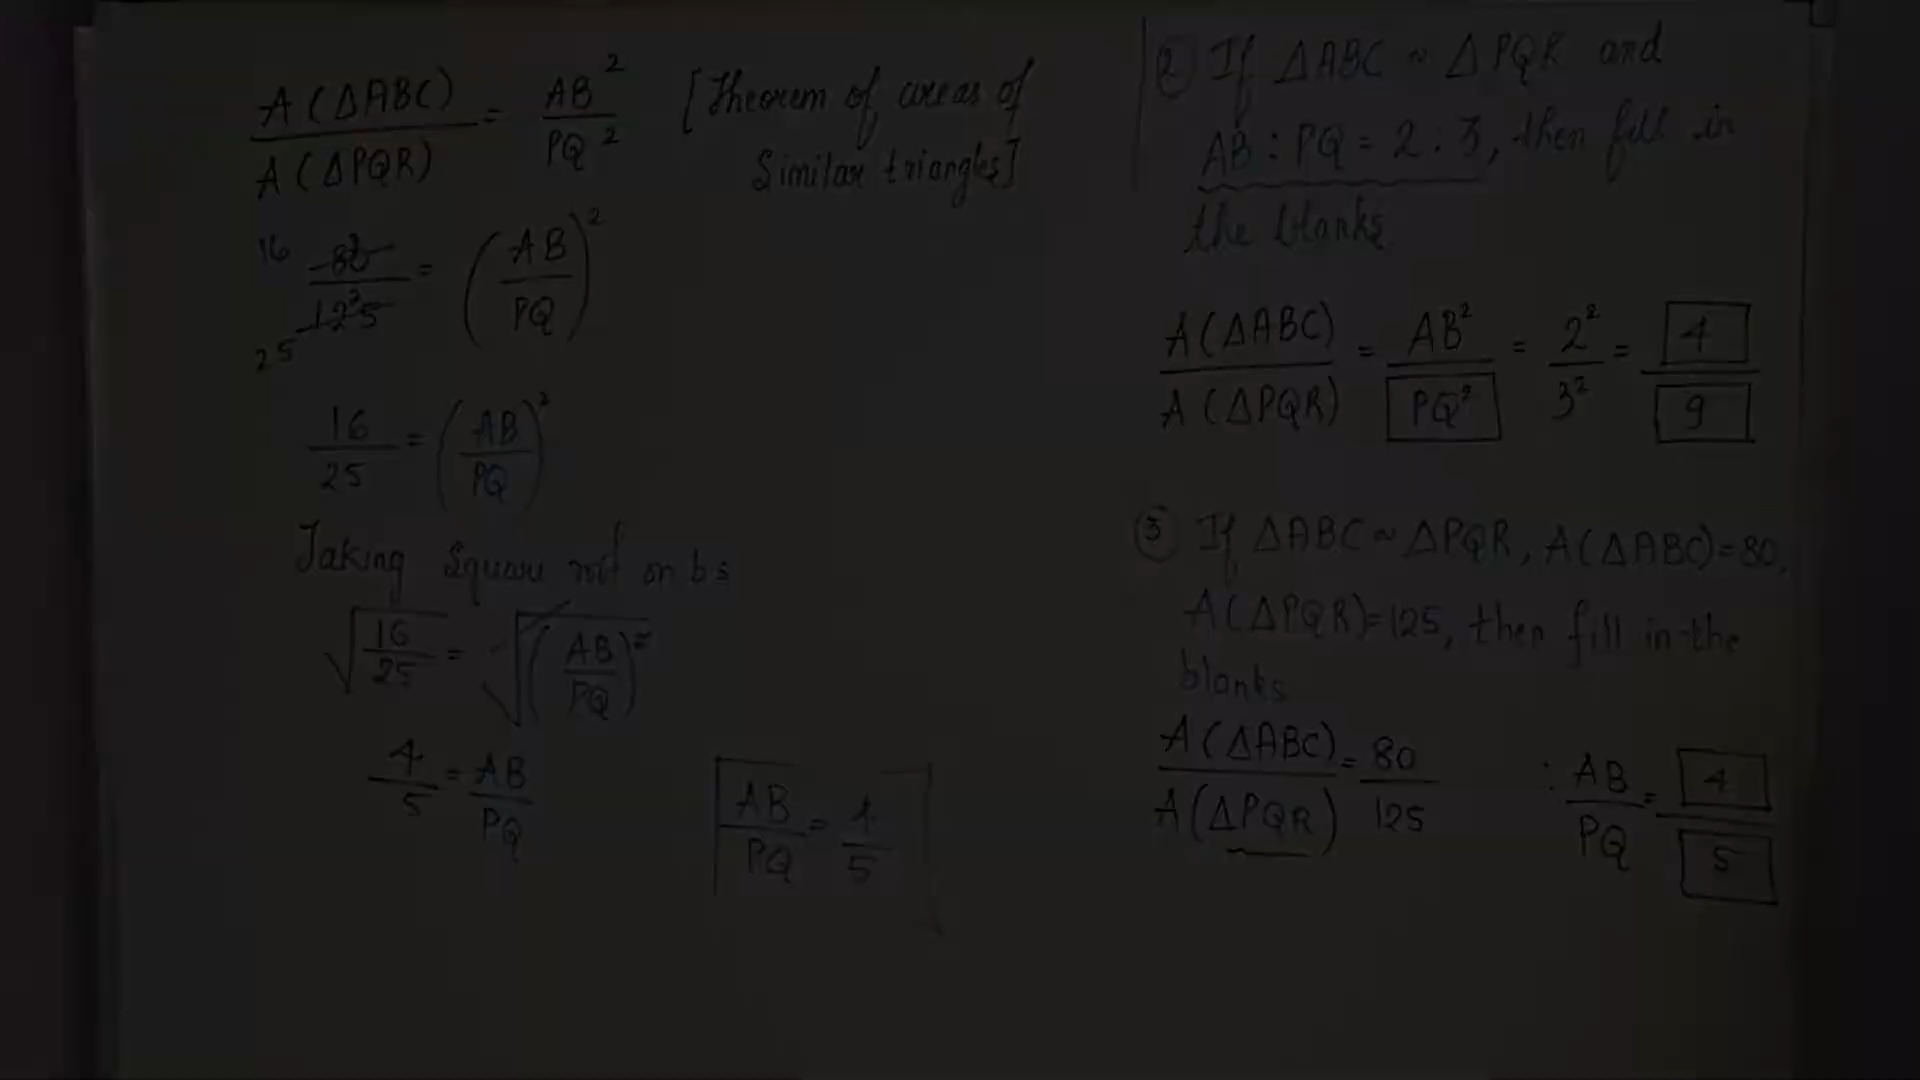 A(ΔABC) / A(ΔPQR) = AB² / PQ² [Theorem of areas of
Similar triangles]
16 80 / 125 25 = (AB / PQ)²
16 / 25 = (AB / PQ)²
Taking Square root on bs
√(16 / 25) = √((AB / PQ)²)
4 / 5 = AB / PQ
AB / PQ = 4 / 5
② If ΔABC ~ ΔPQR and
AB : PQ = 2 : 3, then fill in
the blanks
A(ΔABC) / A(ΔPQR) = AB² / PQ² = 2² / 3² = 4 / 9
③ If ΔABC ~ ΔPQR, A(ΔABC)=80,
A(ΔPQR)=125, then fill in the
blanks
A(ΔABC) / A(ΔPQR) = 80 / 125 ∴ AB / PQ = 4 / 5